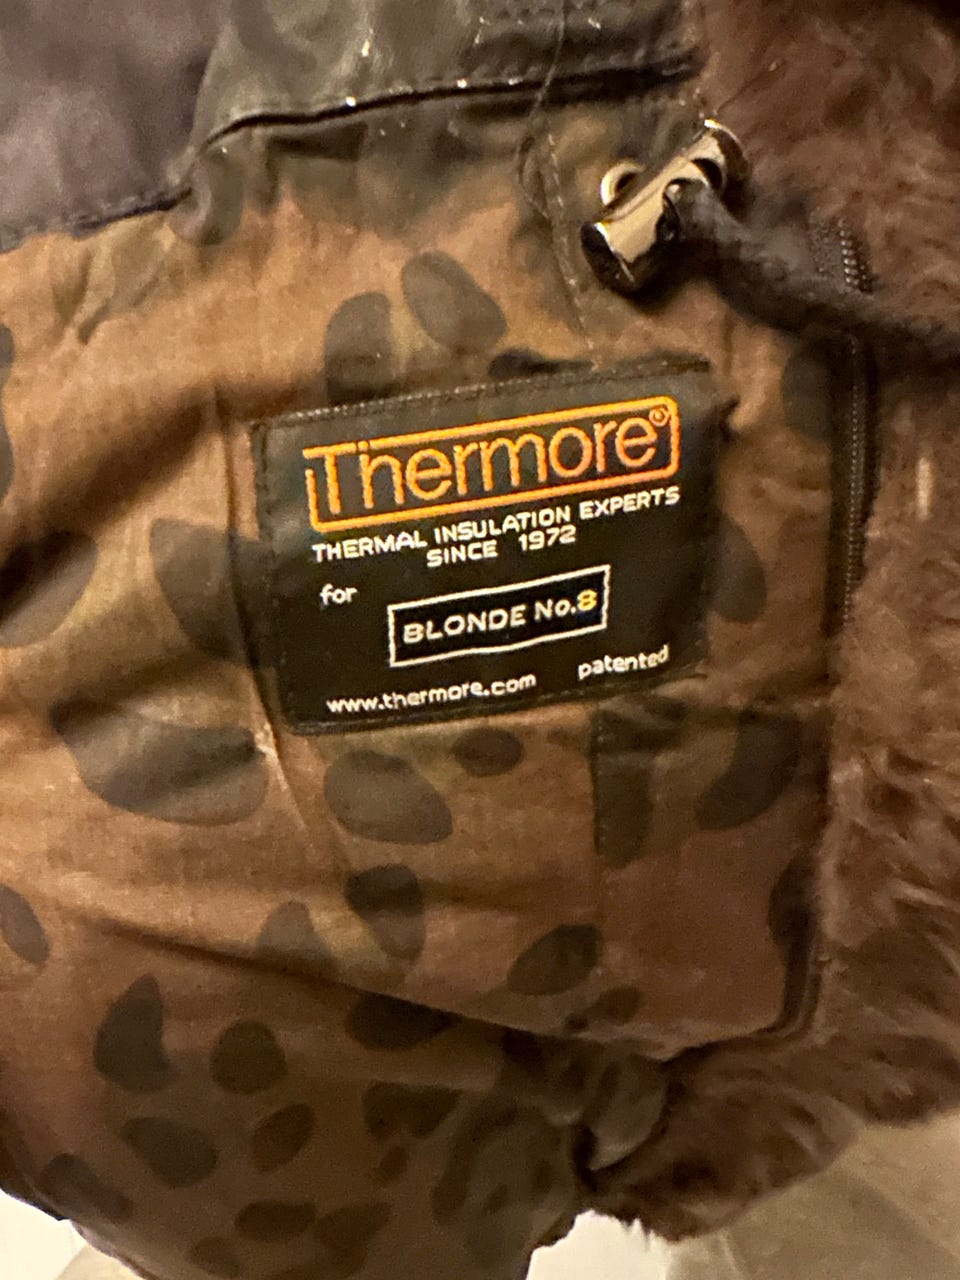 Thermore®
THERMAL INSULATION EXPERTS
SINCE 1972
for
BLONDE No.8
www.thermore.com patented